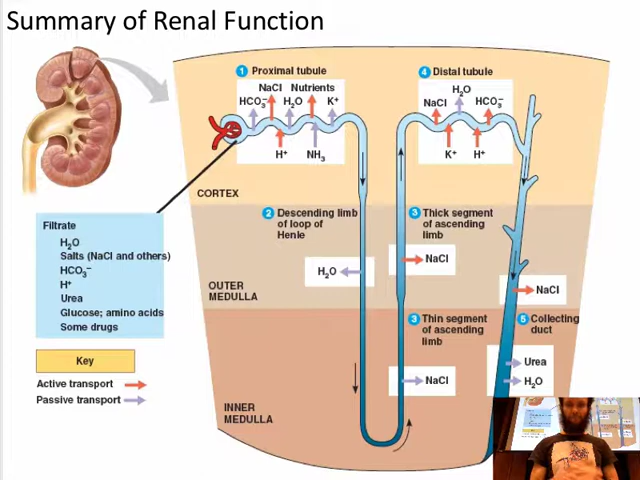 Summary of Renal Function
1 Proximal tubule
NaCl Nutrients
HCO₃⁻ H₂O K⁺
H⁺ NH₃
4 Distal tubule
H₂O
NaCl HCO₃⁻
K⁺ H⁺
CORTEX
2 Descending limb
of loop of
Henle
H₂O
3 Thick segment
of ascending
limb
NaCl
OUTER
MEDULLA
NaCl
3 Thin segment
of ascending
limb
NaCl
5 Collecting
duct
Urea
H₂O
INNER
MEDULLA
Filtrate
H₂O
Salts (NaCl and others)
HCO₃⁻
H⁺
Urea
Glucose; amino acids
Some drugs
Key
Active transport
Passive transport